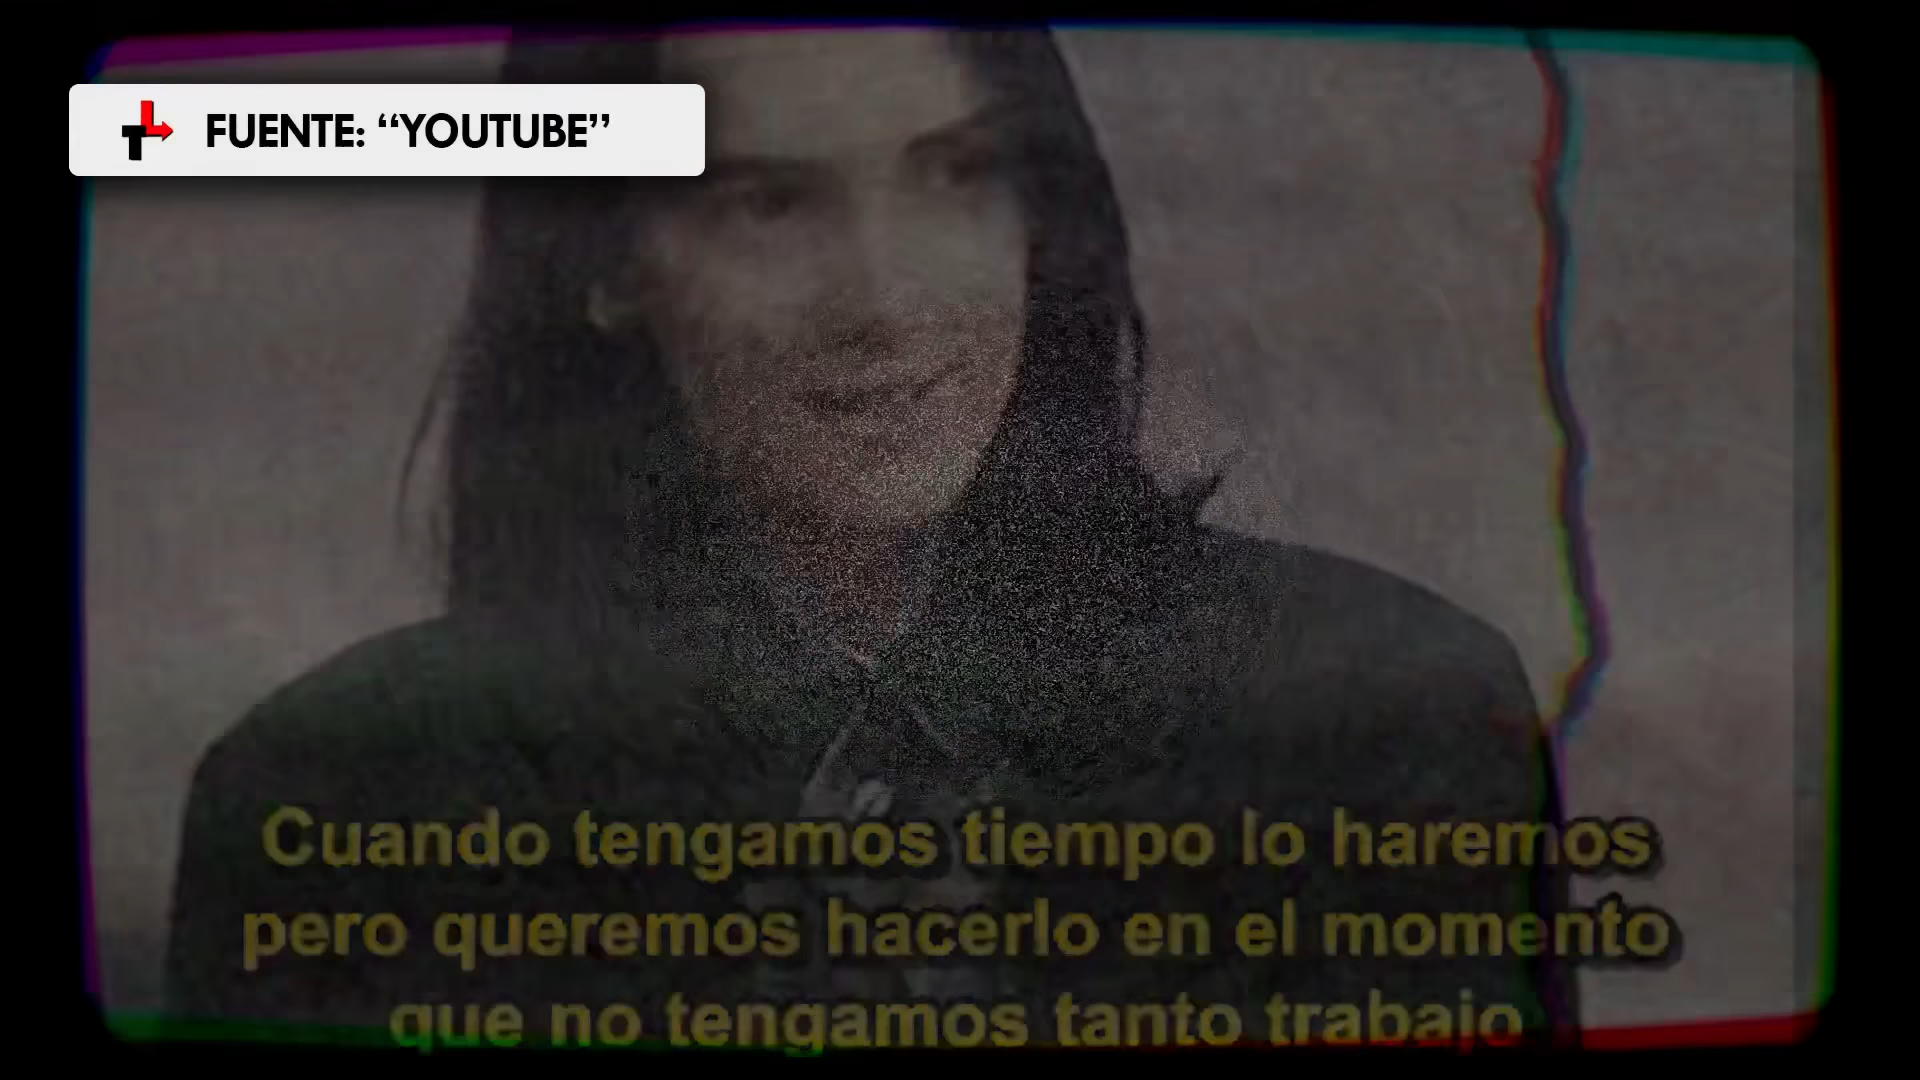 FUENTE: “YOUTUBE”
Cuando tengamos tiempo lo haremos
pero queremos hacerlo en el momento
que no tengamos tanto trabajo